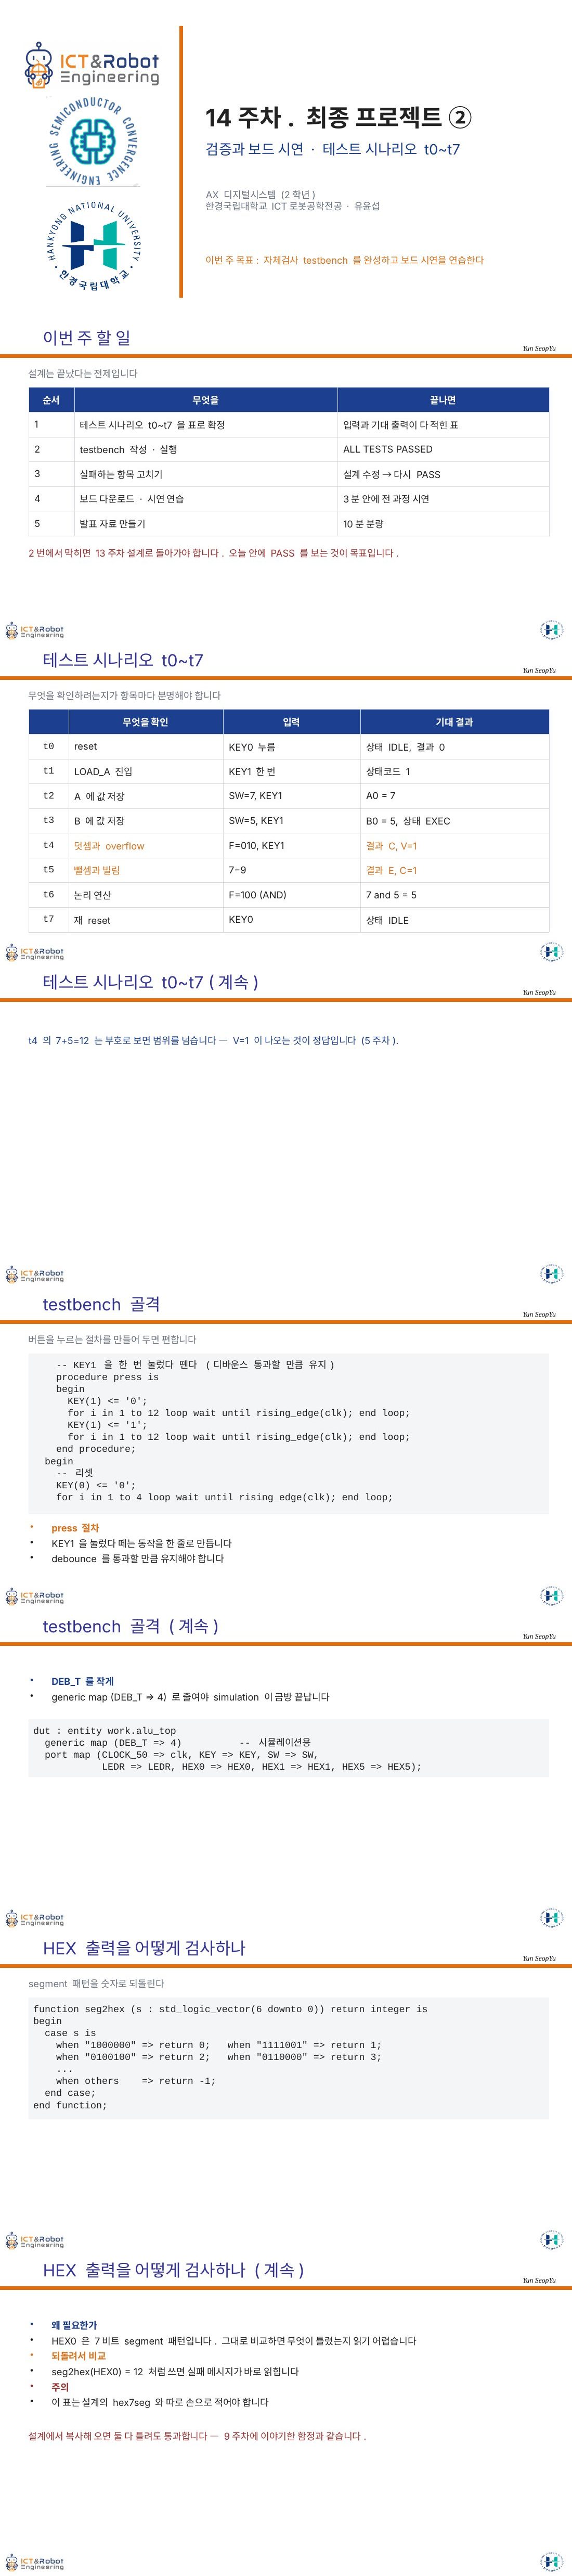 ICT&Robot
Engineering
SEMICONDUCTOR CONVERGENCE ENGINEERING
HANKYONG NATIONAL UNIVERSITY
한경국립대학교
14 주차 . 최종 프로젝트 ②
검증과 보드 시연 · 테스트 시나리오 t0~t7
AX 디지털시스템 (2 학년 )
한경국립대학교 ICT 로봇공학전공 · 유윤섭
이번 주 목표 : 자체검사 testbench 를 완성하고 보드 시연을 연습한다
이번 주 할 일
Yun SeopYu
설계는 끝났다는 전제입니다
순서 무엇을 끝나면
1 테스트 시나리오 t0~t7 을 표로 확정 입력과 기대 출력이 다 적힌 표
2 testbench 작성 · 실행 ALL TESTS PASSED
3 실패하는 항목 고치기 설계 수정 → 다시 PASS
4 보드 다운로드 · 시연 연습 3 분 안에 전 과정 시연
5 발표 자료 만들기 10 분 분량
2 번에서 막히면 13 주차 설계로 돌아가야 합니다 . 오늘 안에 PASS 를 보는 것이 목표입니다 .
ICT&Robot
Engineering
테스트 시나리오 t0~t7
Yun SeopYu
무엇을 확인하려는지가 항목마다 분명해야 합니다
무엇을 확인 입력 기대 결과
t0 reset KEY0 누름 상태 IDLE, 결과 0
t1 LOAD_A 진입 KEY1 한 번 상태코드 1
t2 A 에 값 저장 SW=7, KEY1 A0 = 7
t3 B 에 값 저장 SW=5, KEY1 B0 = 5, 상태 EXEC
t4 덧셈과 overflow F=010, KEY1 결과 C, V=1
t5 뺄셈과 빌림 7−9 결과 E, C=1
t6 논리 연산 F=100 (AND) 7 and 5 = 5
t7 재 reset KEY0 상태 IDLE
ICT&Robot
Engineering
테스트 시나리오 t0~t7 ( 계속 )
Yun SeopYu
t4 의 7+5=12 는 부호로 보면 범위를 넘습니다 — V=1 이 나오는 것이 정답입니다 (5 주차 ).
ICT&Robot
Engineering
testbench 골격
Yun SeopYu
버튼을 누르는 절차를 만들어 두면 편합니다
-- KEY1 을 한 번 눌렀다 뗀다 ( 디바운스 통과할 만큼 유지 )
procedure press is
begin
KEY(1) <= '0';
for i in 1 to 12 loop wait until rising_edge(clk); end loop;
KEY(1) <= '1';
for i in 1 to 12 loop wait until rising_edge(clk); end loop;
end procedure;
begin
-- 리셋
KEY(0) <= '0';
for i in 1 to 4 loop wait until rising_edge(clk); end loop;
• press 절차
• KEY1 을 눌렀다 떼는 동작을 한 줄로 만듭니다
• debounce 를 통과할 만큼 유지해야 합니다
ICT&Robot
Engineering
testbench 골격 ( 계속 )
Yun SeopYu
• DEB_T 를 작게
• generic map (DEB_T => 4) 로 줄여야 simulation 이 금방 끝납니다
dut : entity work.alu_top
generic map (DEB_T => 4) -- 시뮬레이션용
port map (CLOCK_50 => clk, KEY => KEY, SW => SW,
LEDR => LEDR, HEX0 => HEX0, HEX1 => HEX1, HEX5 => HEX5);
ICT&Robot
Engineering
HEX 출력을 어떻게 검사하나
Yun SeopYu
segment 패턴을 숫자로 되돌린다
function seg2hex (s : std_logic_vector(6 downto 0)) return integer is
begin
case s is
when "1000000" => return 0; when "1111001" => return 1;
when "0100100" => return 2; when "0110000" => return 3;
...
when others => return -1;
end case;
end function;
ICT&Robot
Engineering
HEX 출력을 어떻게 검사하나 ( 계속 )
Yun SeopYu
• 왜 필요한가
• HEX0 은 7 비트 segment 패턴입니다 . 그대로 비교하면 무엇이 틀렸는지 읽기 어렵습니다
• 되돌려서 비교
• seg2hex(HEX0) = 12 처럼 쓰면 실패 메시지가 바로 읽힙니다
• 주의
• 이 표는 설계의 hex7seg 와 따로 손으로 적어야 합니다
설계에서 복사해 오면 둘 다 틀려도 통과합니다 — 9 주차에 이야기한 함정과 같습니다 .
ICT&Robot
Engineering